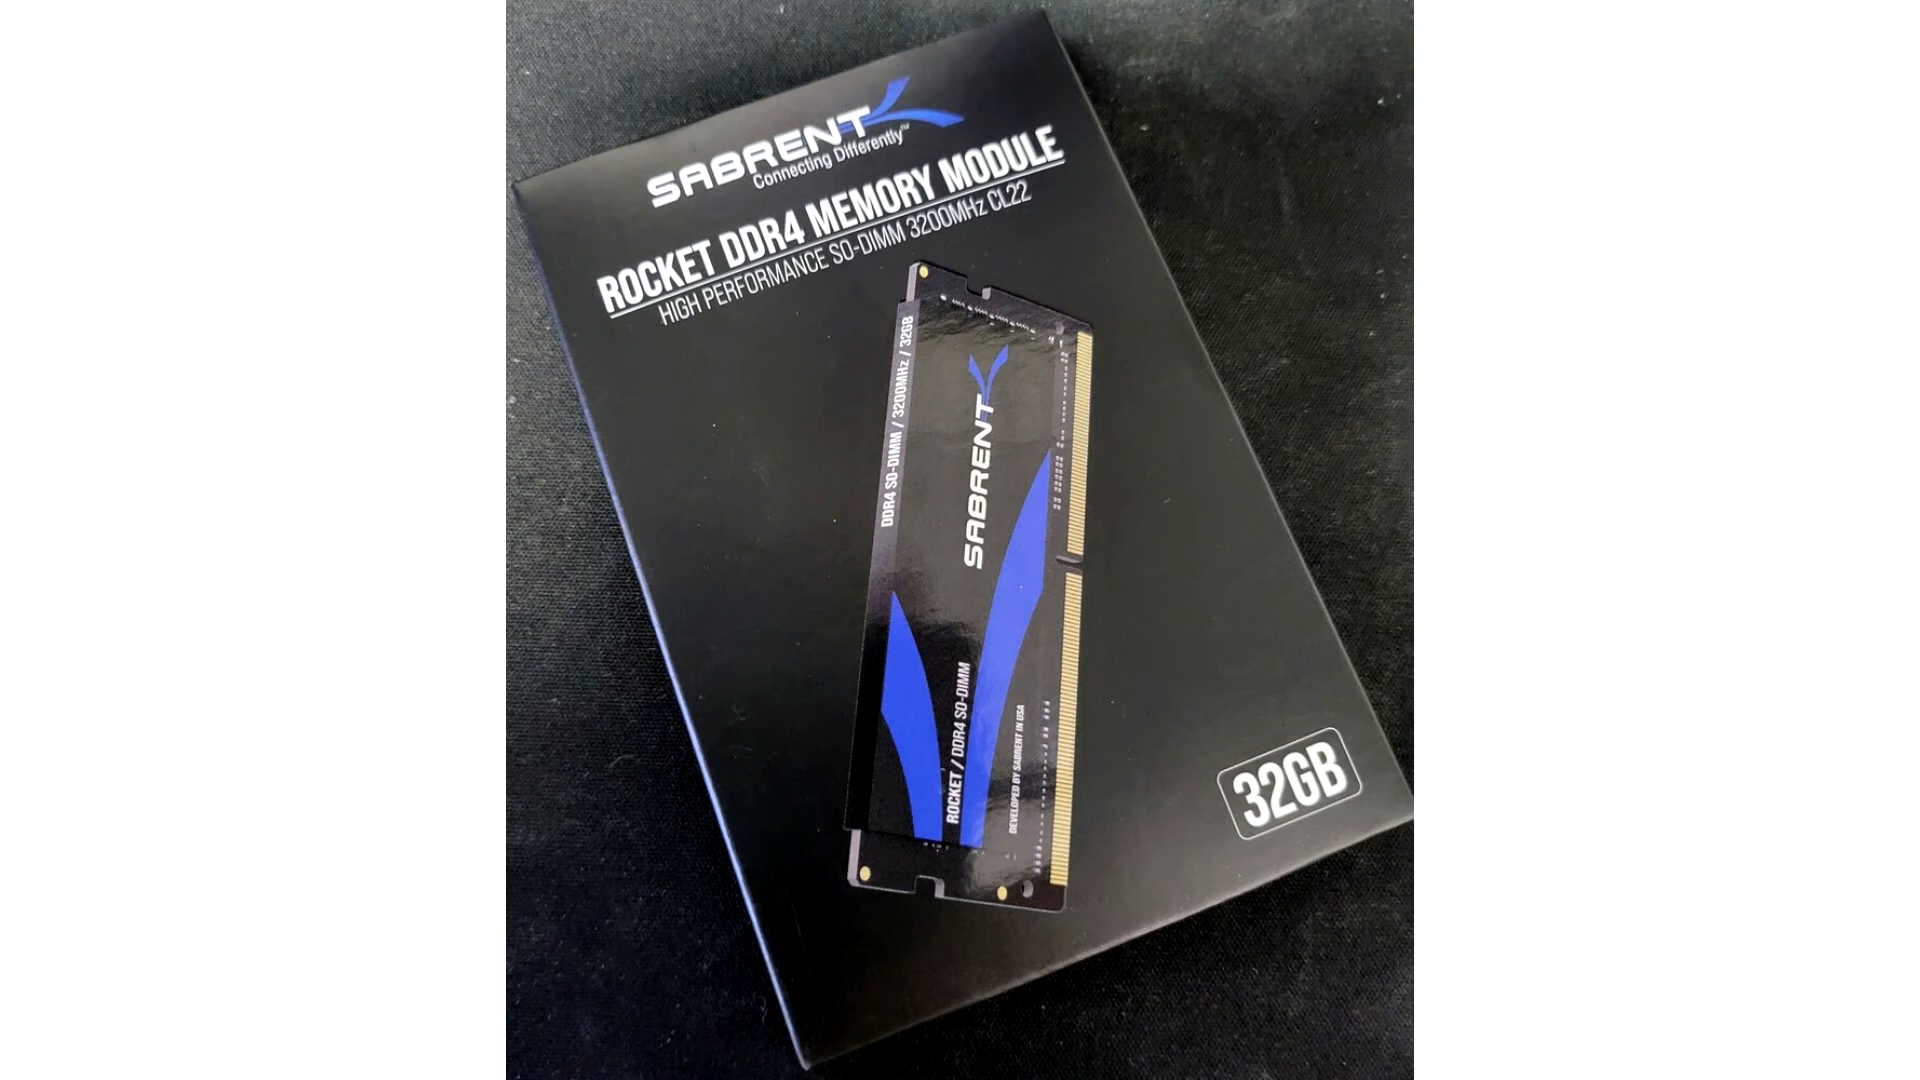 SABRENT
Connecting Differently™
ROCKET DDR4 MEMORY MODULE
HIGH PERFORMANCE SO-DIMM 3200MHz CL22
DDR4 SO-DIMM / 3200MHz / 32GB
SABRENT
ROCKET / DDR4 SO-DIMM
DEVELOPED BY SABRENT IN USA
32GB